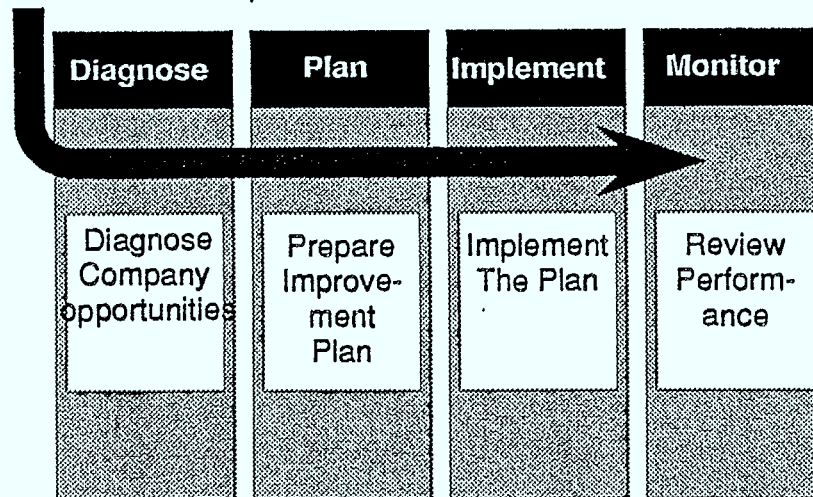 Diagnose
Plan
Implement
Monitor
Diagnose
Company
opportunities
Prepare
Improve-
ment
Plan
Implement
The Plan
Review
Perform-
ance